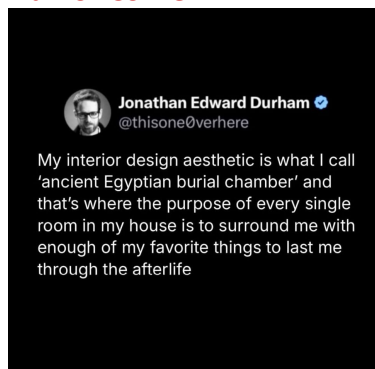 Jonathan Edward Durham
@thisone0verhere
My interior design aesthetic is what I call
‘ancient Egyptian burial chamber’ and
that’s where the purpose of every single
room in my house is to surround me with
enough of my favorite things to last me
through the afterlife